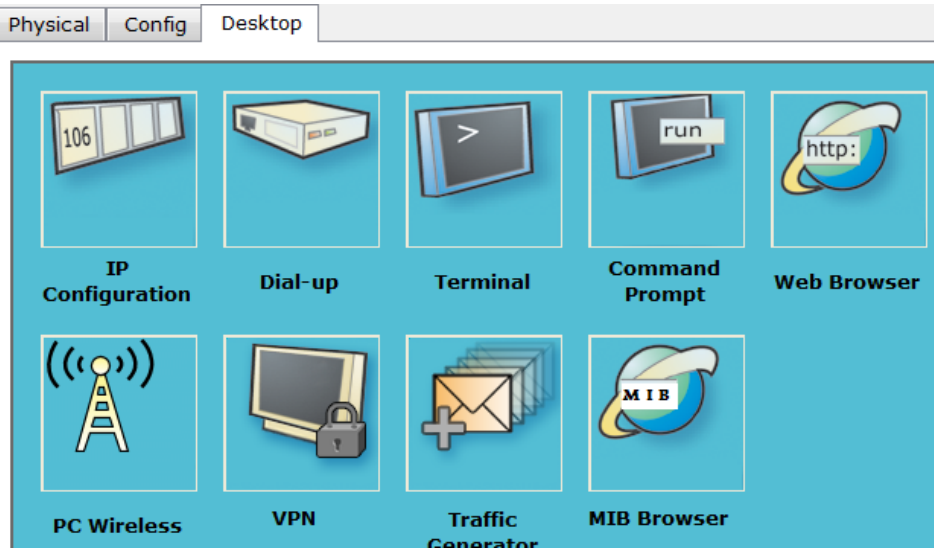 Physical Config Desktop
106
>
run
http:
IP
Configuration
Dial-up
Terminal
Command
Prompt
Web Browser
MIB
PC Wireless
VPN
Traffic
Generator
MIB Browser